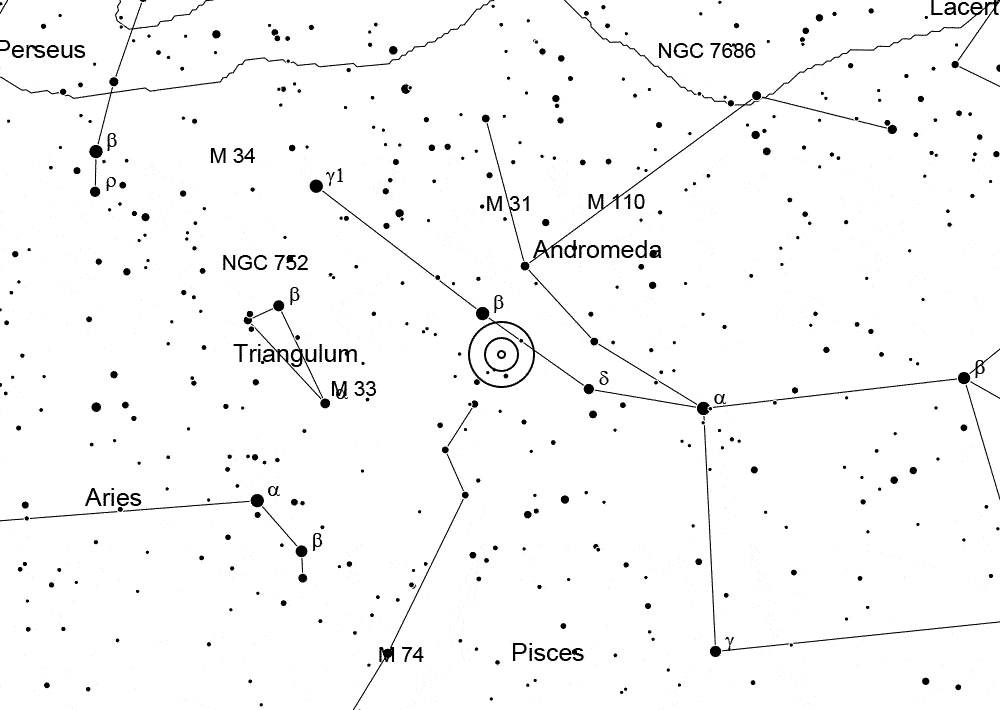 Lacert
Perseus
NGC 7686
β
M 34
ρ
γ1
M 31
M 110
Andromeda
NGC 752
β
β
Triangulum
β
δ
M 33
α
α
Aries
α
β
γ
M 74
Pisces